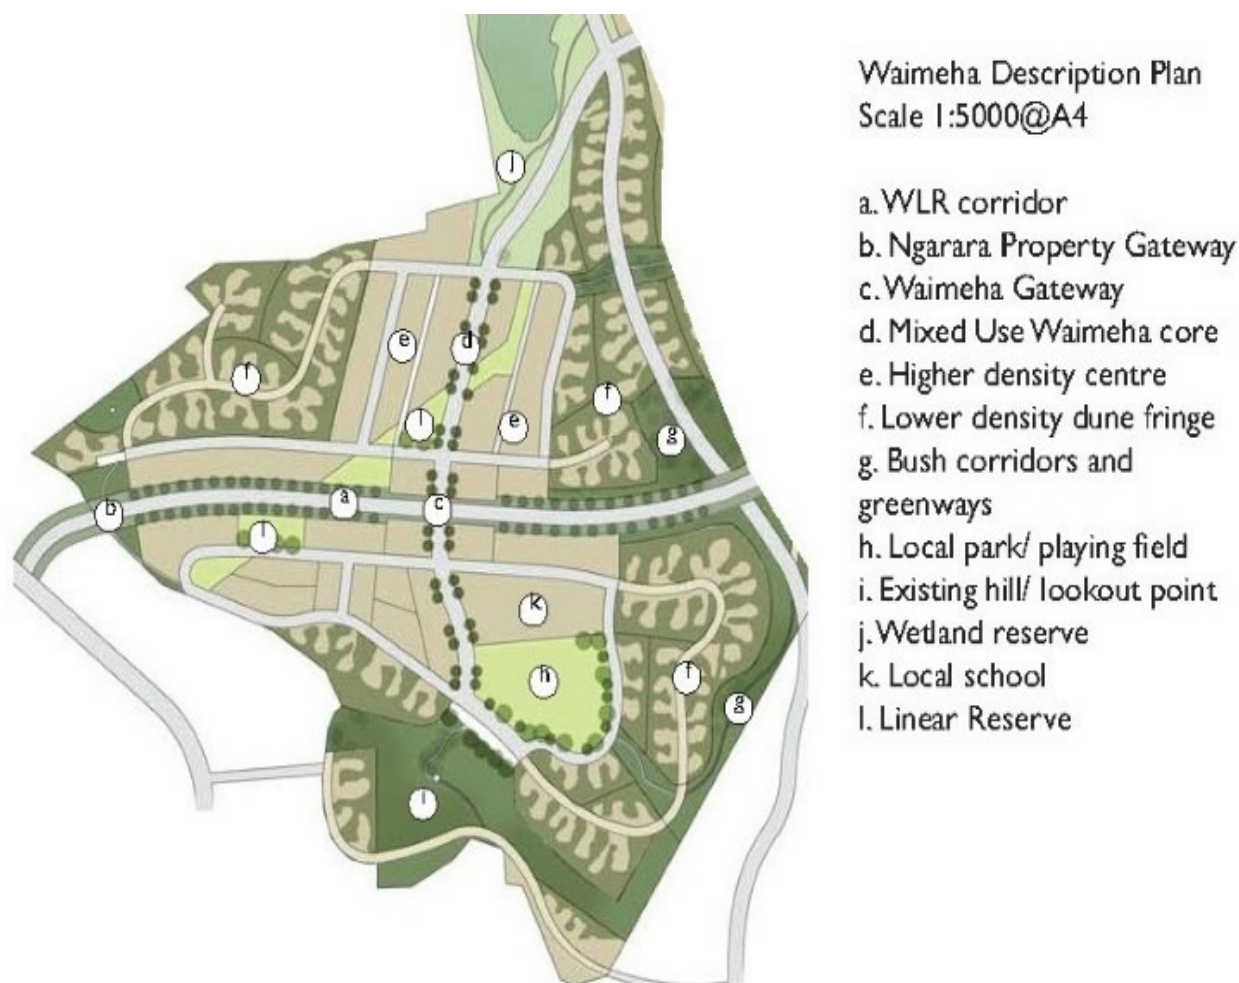 Waimeha Description Plan
Scale 1:5000@A4
a. WLR corridor
b. Ngarara Property Gateway
c. Waimeha Gateway
d. Mixed Use Waimeha core
e. Higher density centre
f. Lower density dune fringe
g. Bush corridors and
greenways
h. Local park/ playing field
i. Existing hill/ lookout point
j. Wetland reserve
k. Local school
l. Linear Reserve
j
e
d
f
f
l
e
g
a
c
b
l
k
h
f
g
i